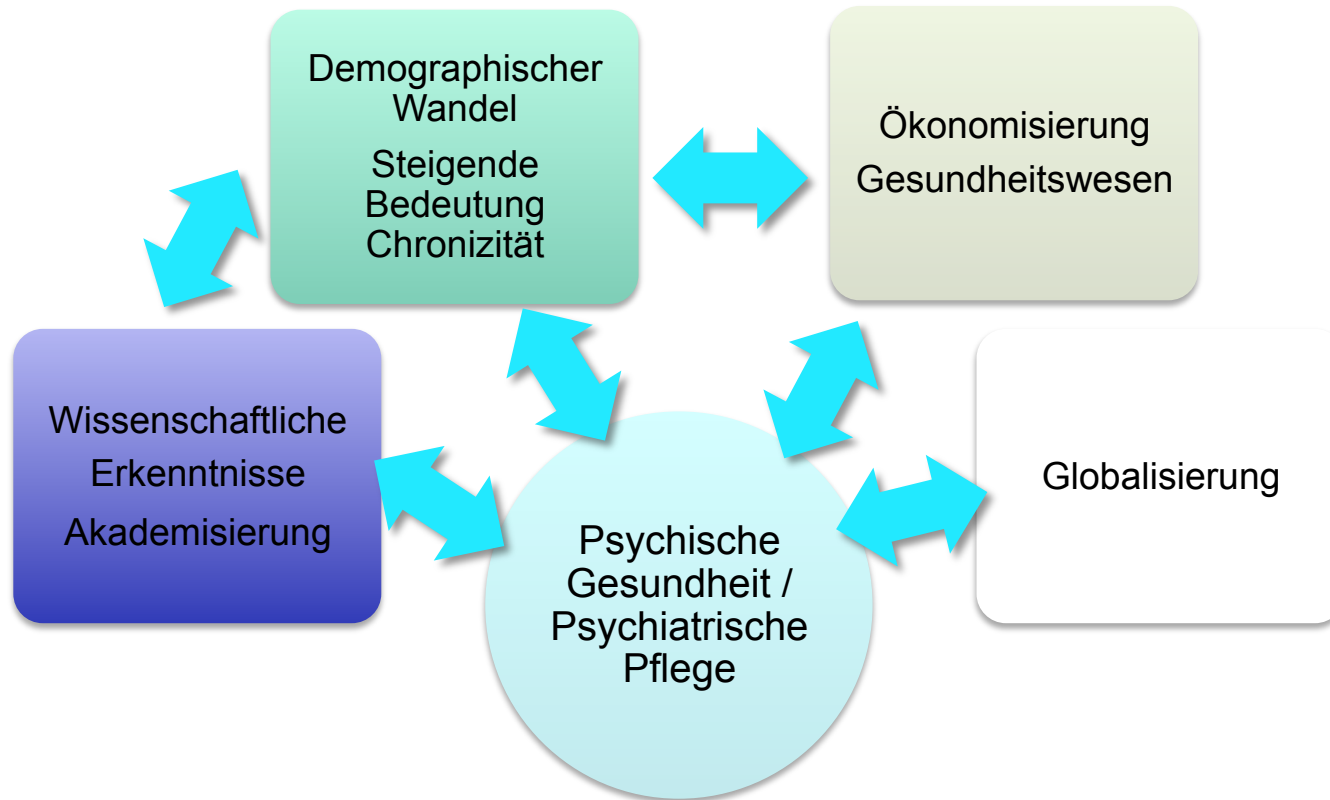 Demographischer
Wandel
Steigende
Bedeutung
Chronizität
Ökonomisierung
Gesundheitswesen
Wissenschaftliche
Erkenntnisse
Akademisierung
Globalisierung
Psychische
Gesundheit /
Psychiatrische
Pflege